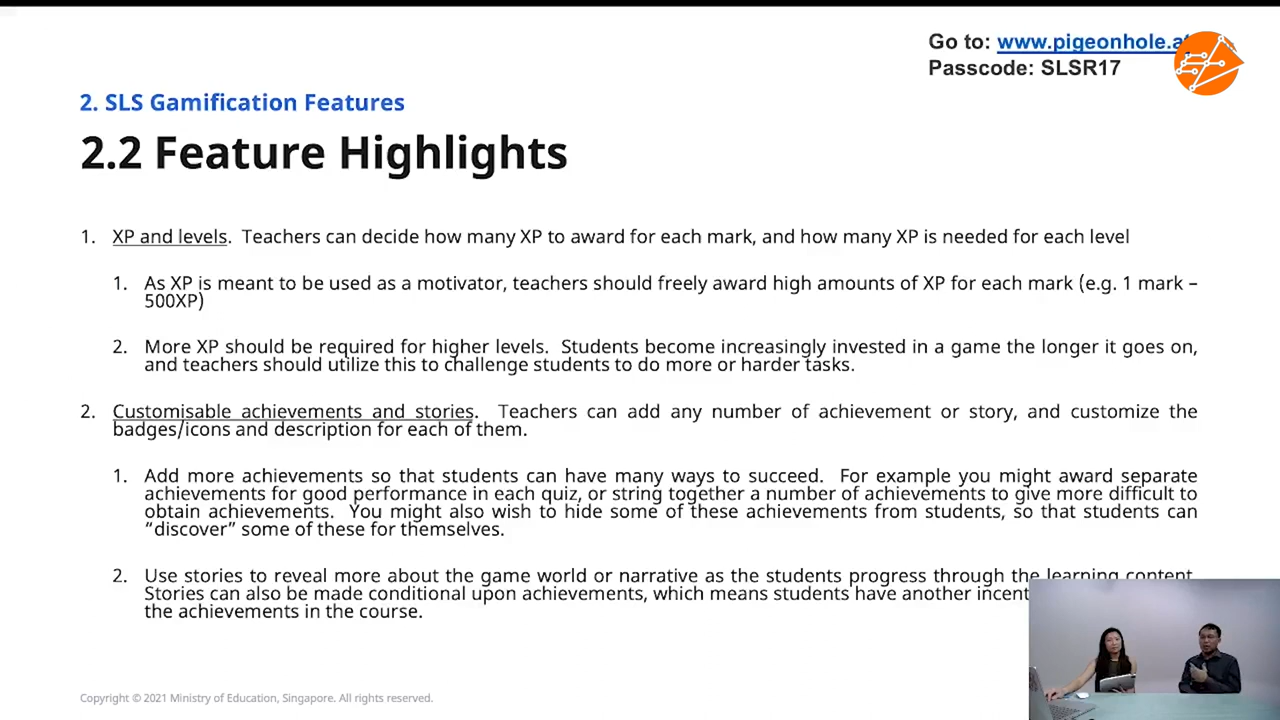 Go to: www.pigeonhole.at
Passcode: SLSR17
2. SLS Gamification Features
2.2 Feature Highlights
1. XP and levels. Teachers can decide how many XP to award for each mark, and how many XP is needed for each level
1. As XP is meant to be used as a motivator, teachers should freely award high amounts of XP for each mark (e.g. 1 mark –
500XP)
2. More XP should be required for higher levels. Students become increasingly invested in a game the longer it goes on,
and teachers should utilize this to challenge students to do more or harder tasks.
2. Customisable achievements and stories. Teachers can add any number of achievement or story, and customize the
badges/icons and description for each of them.
1. Add more achievements so that students can have many ways to succeed. For example you might award separate
achievements for good performance in each quiz, or string together a number of achievements to give more difficult to
obtain achievements. You might also wish to hide some of these achievements from students, so that students can
“discover” some of these for themselves.
2. Use stories to reveal more about the game world or narrative as the students progress through the learning content.
Stories can also be made conditional upon achievements, which means students have another
the achievements in the course.
Copyright © 2021 Ministry of Education, Singapore. All rights reserved.